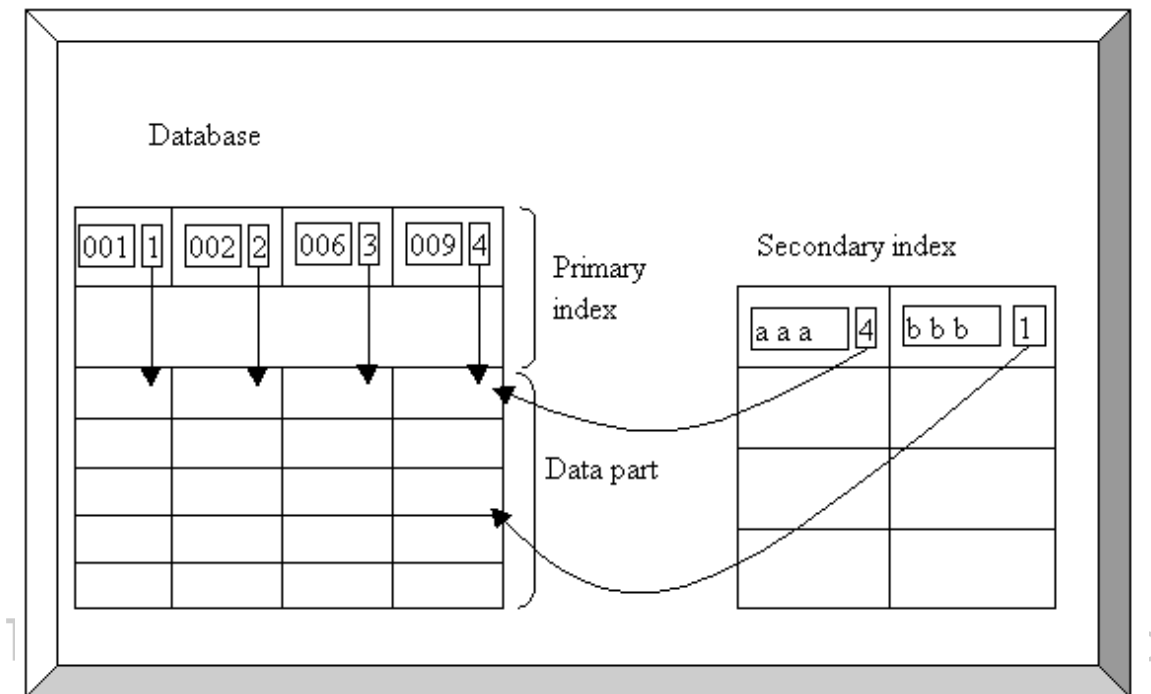 Database
001 1 002 2 006 3 009 4
Primary
index
Data part
Secondary index
a a a 4 b b b 1